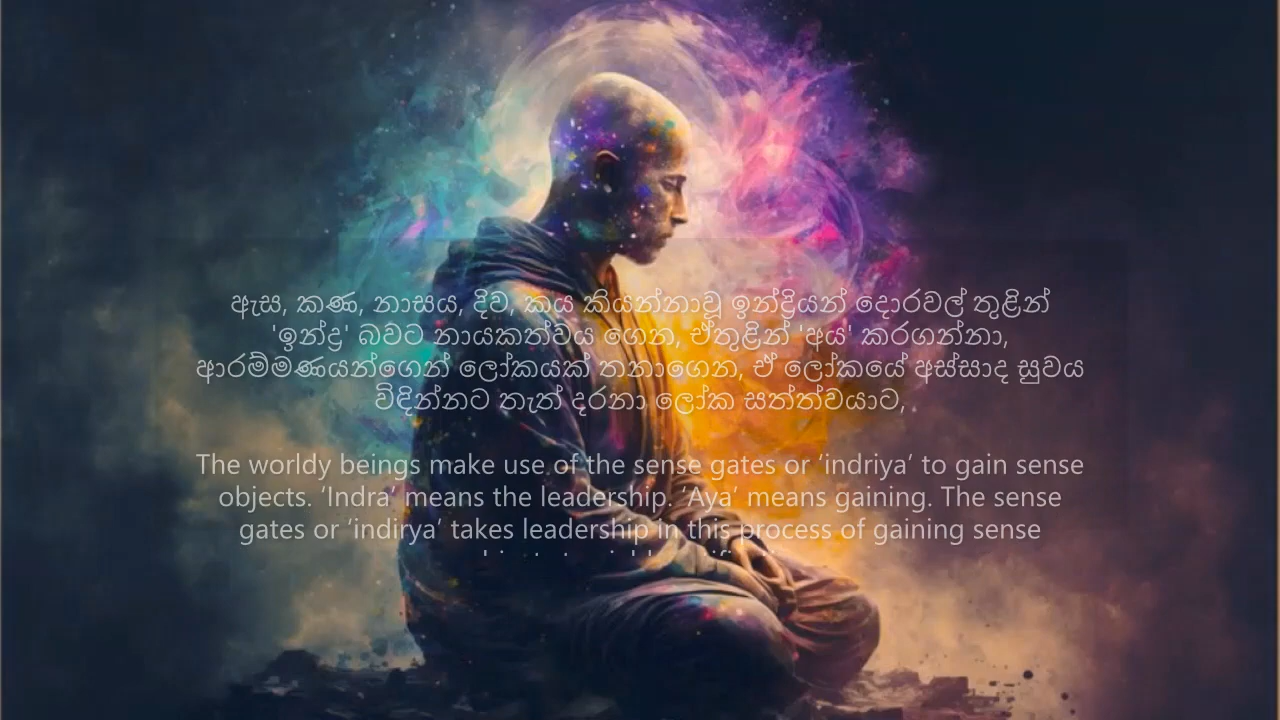 ඇස, කණ, නාසය, දිව, කය කියන්නාවූ ඉන්ද්‍රියන් දොරවල් තුළින්
'ඉන්ද්‍ර' බවට නායකත්වය ගෙන, ඒතුළින් 'අය' කරගන්නා,
ආරම්මණයන්ගෙන් ලෝකයක් තනාගෙන, ඒ ලෝකයේ අස්සාද සුවය
විඳින්නට තැත් දරනා ලෝක සත්ත්වයාට,
The worldy beings make use of the sense gates or ‘indriya’ to gain sense
objects. ‘Indra’ means the leadership. ‘Aya’ means gaining. The sense
gates or ‘indirya’ takes leadership in this process of gaining sense